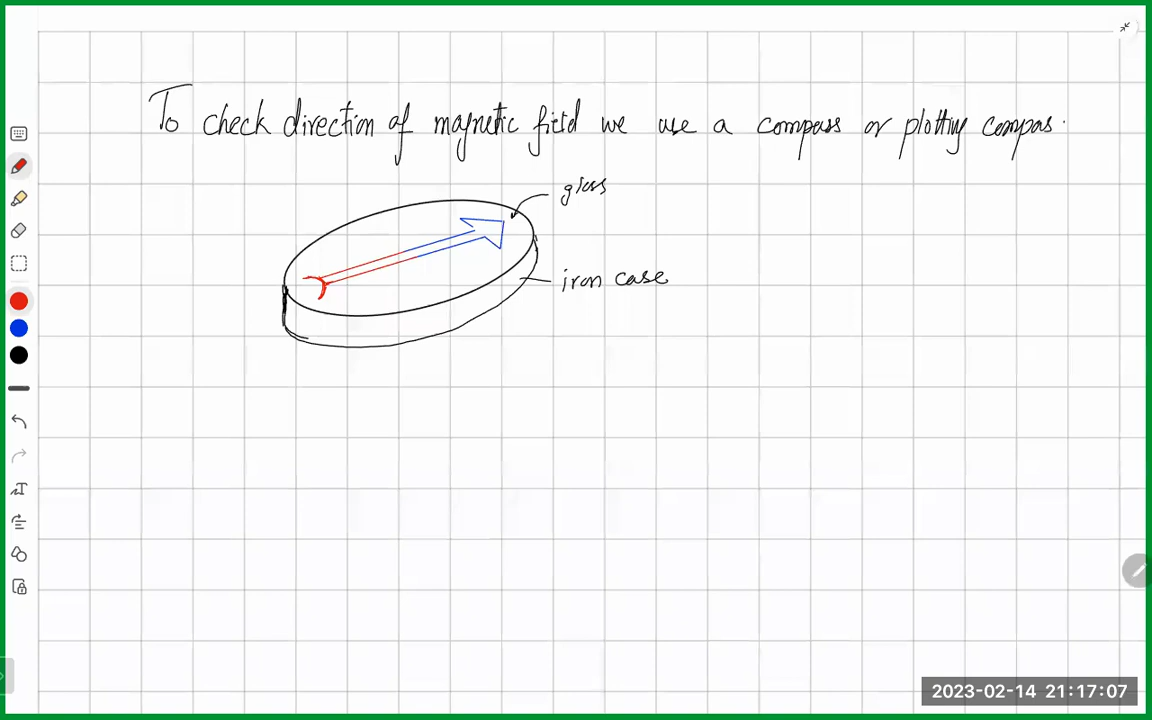 To check direction of magnetic field we use a compass or plotting compas.
glass
iron case
2023-02-14 21:17:07